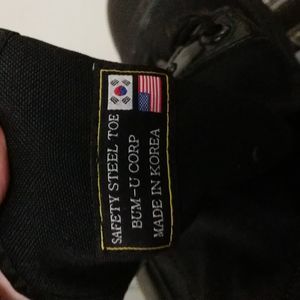 SAFETY STEEL TOE
BUM-U CORP
MADE IN KOREA